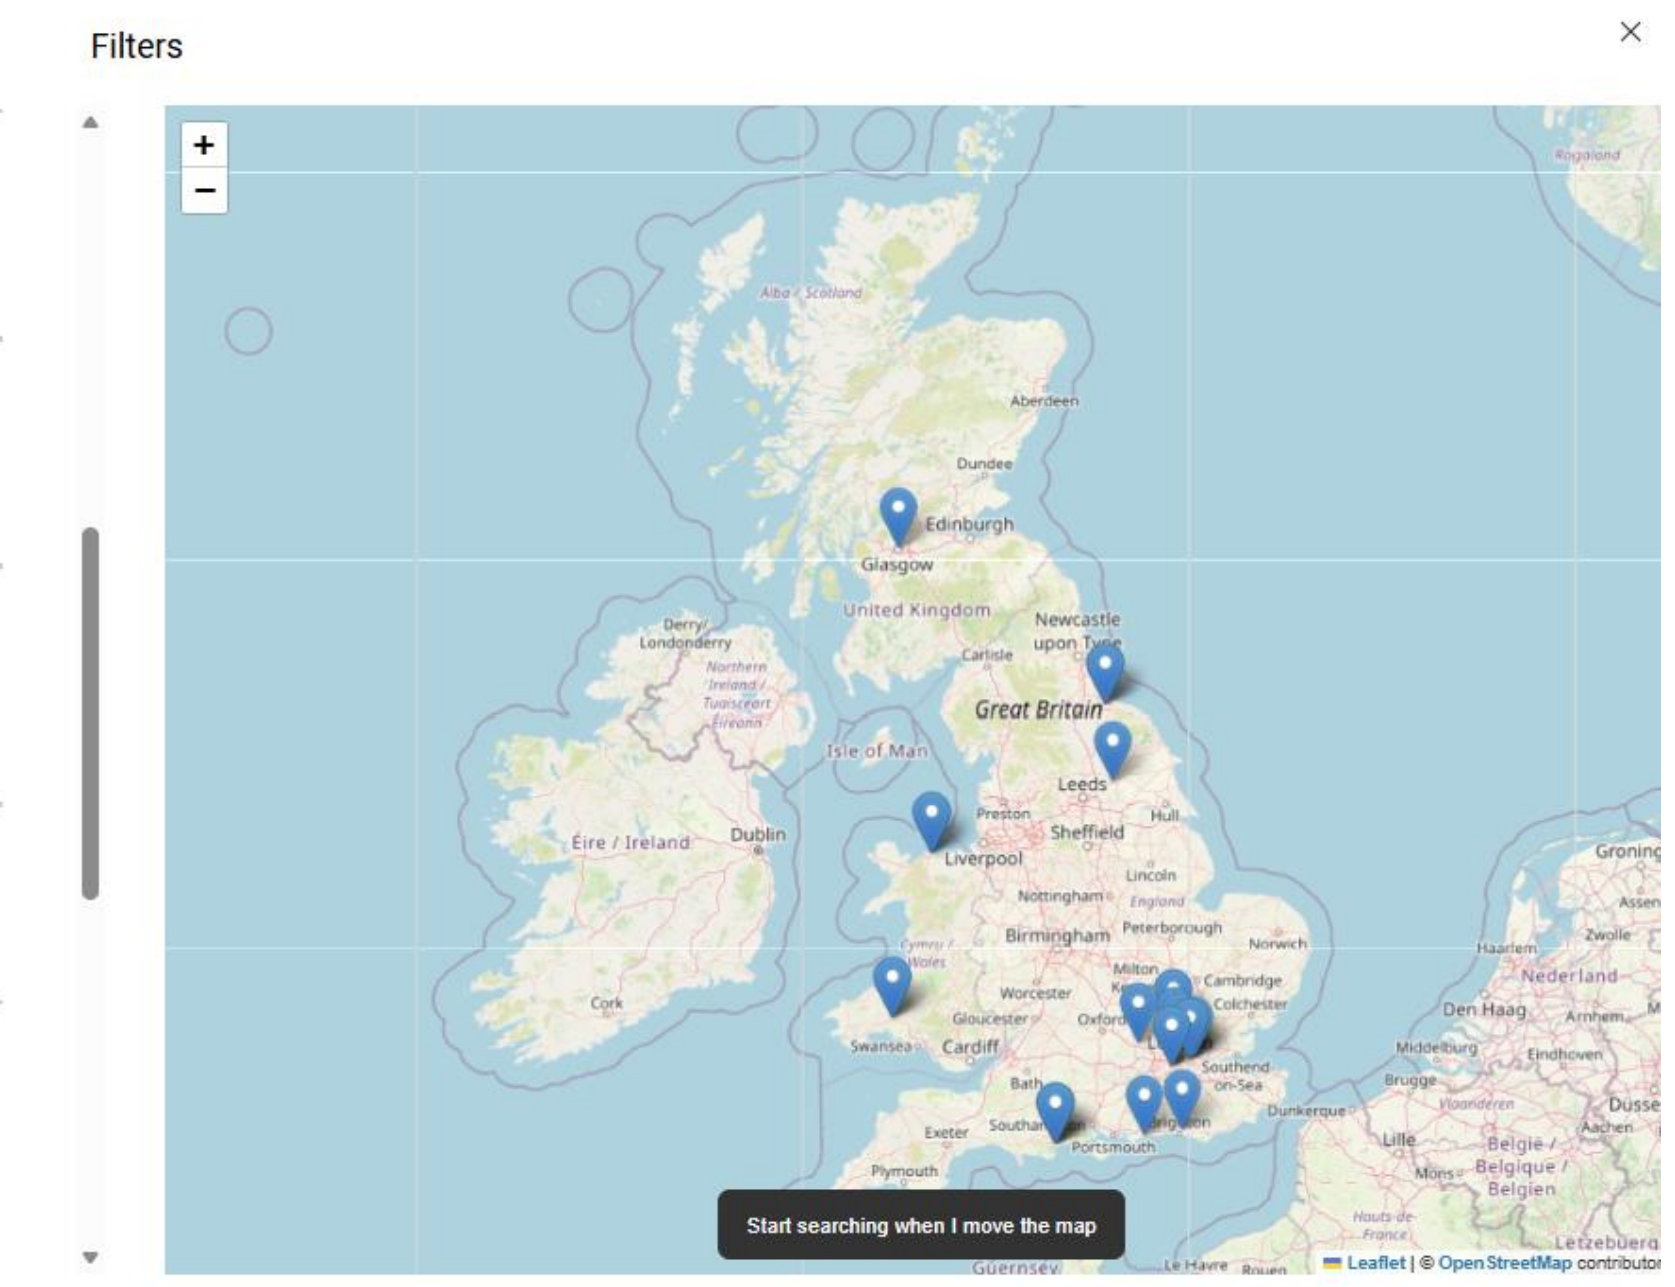 Filters
+
−
Rogaland
Alba / Scotland
Aberdeen
Dundee
Edinburgh
Glasgow
United Kingdom
Newcastle
upon Tyne
Derry/
Londonderry
Carlisle
Northern
Ireland /
Tuaisceart
Éireann
Great Britain
Isle of Man
Leeds
Preston
Hull
Sheffield
Dublin
Éire / Ireland
Liverpool
Groning
Lincoln
Nottingham
England
Assen
Peterborough
Birmingham
Norwich
Zwolle
Haarlem
Cymru /
Wales
Milton
Cambridge
Nederland
Worcester
Colchester
Cork
Den Haag
Arnhem
Gloucester
Oxford
Swansea
Cardiff
Middelburg
Eindhoven
Southend
-on-Sea
Bath
Brugge
Vlaanderen
Düsse
Dunkerque
Southam
Exeter
Aachen
Portsmouth
Lille
België /
Belgique /
Belgien
Mons
Plymouth
Start searching when I move the map
Hauts-de-
France
Letzebuerg
Guernsey
Le Havre
Rouen
Leaflet | © OpenStreetMap contributor